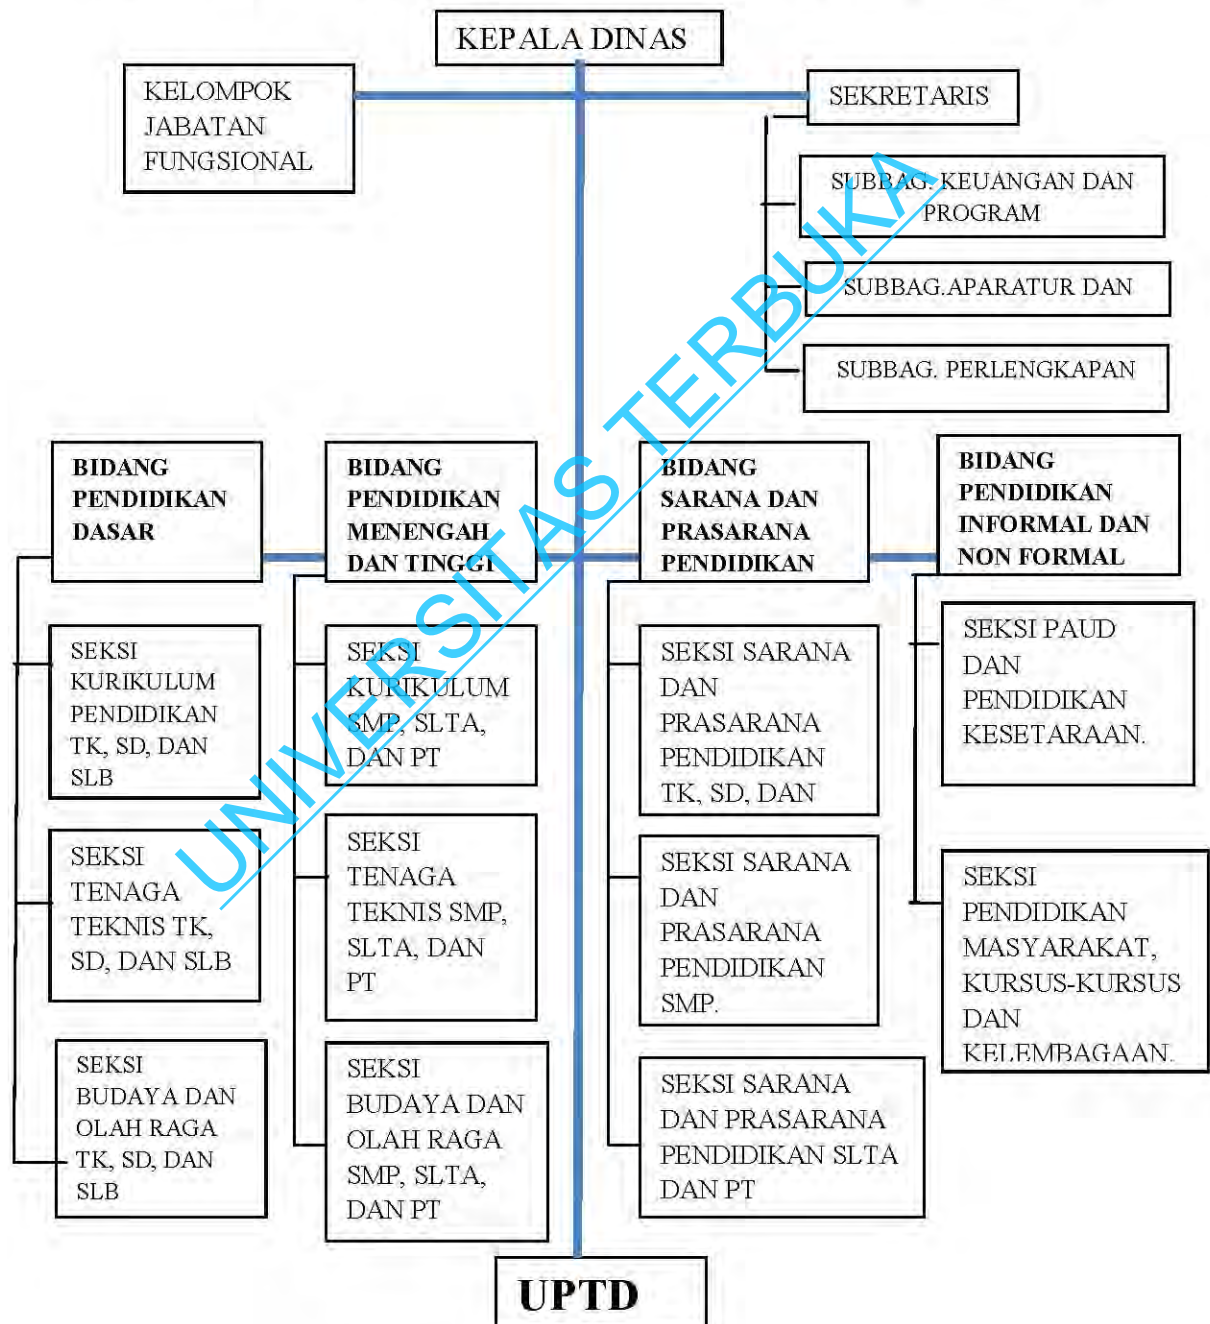 KEPALA DINAS
KELOMPOK
JABATAN
FUNGSIONAL
SEKRETARIS
SUBBAG. KEUANGAN DAN
PROGRAM
SUBBAG.APARATUR DAN
SUBBAG. PERLENGKAPAN
BIDANG
PENDIDIKAN
DASAR
BIDANG
PENDIDIKAN
MENENGAH
DAN TINGGI
BIDANG
SARANA DAN
PRASARANA
PENDIDIKAN
BIDANG
PENDIDIKAN
INFORMAL DAN
NON FORMAL
SEKSI
KURIKULUM
PENDIDIKAN
TK, SD, DAN
SLB
SEKSI
KURIKULUM
SMP, SLTA,
DAN PT
SEKSI SARANA
DAN
PRASARANA
PENDIDIKAN
TK, SD, DAN
SEKSI PAUD
DAN
PENDIDIKAN
KESETARAAN.
SEKSI
TENAGA
TEKNIS TK,
SD, DAN SLB
SEKSI
TENAGA
TEKNIS SMP,
SLTA, DAN
PT
SEKSI SARANA
DAN
PRASARANA
PENDIDIKAN
SMP.
SEKSI
PENDIDIKAN
MASYARAKAT,
KURSUS-KURSUS
DAN
KELEMBAGAAN.
SEKSI
BUDAYA DAN
OLAH RAGA
TK, SD, DAN
SLB
SEKSI
BUDAYA DAN
OLAH RAGA
SMP, SLTA,
DAN PT
SEKSI SARANA
DAN PRASARANA
PENDIDIKAN SLTA
DAN PT
UPTD
UNIVERSITAS TERBUKA